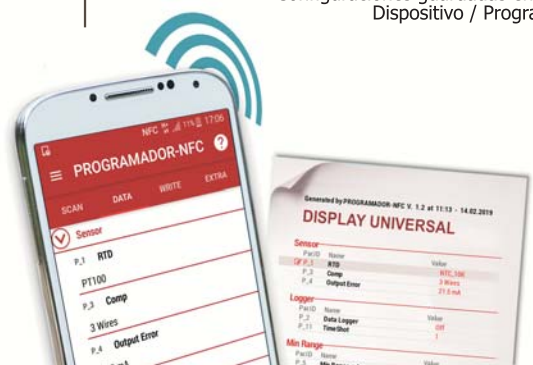 Dispositivo / Progra
NFC 11% 17:06
PROGRAMADOR-NFC ?
SCAN DATA WRITE EXTRA
Sensor
P_1 RTD
PT100
P_3 Comp
3 Wires
P_4 Output Error
mA
Generated by PROGRAMADOR-NFC V. 1.2 at 11:13 - 14.02.2019
DISPLAY UNIVERSAL
Sensor
ParID Name Value
P_1 RTD NTC_10K
P_3 Comp 3 Wires
P_4 Output Error 21.5 mA
Logger
ParID Name Value
P_2 Data Logger Off
P_11 TimeShot 1
Min Range
ParID Name Value
P_5